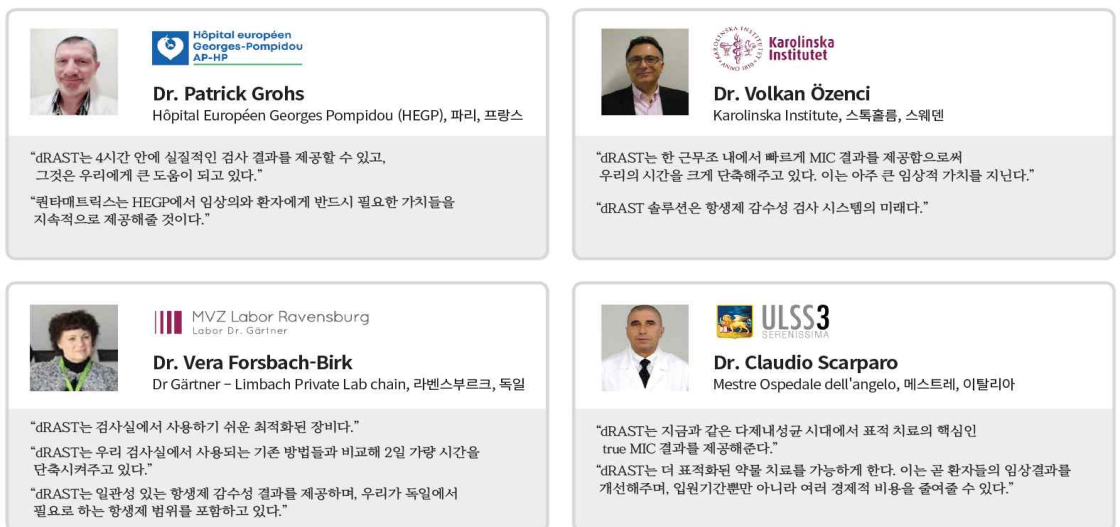 Hôpital européen
Georges-Pompidou
AP-HP
Dr. Patrick Grohs
Hôpital Européen Georges Pompidou (HEGP), 파리, 프랑스
“dRAST는 4시간 안에 실질적인 검사 결과를 제공할 수 있고,
그것은 우리에게 큰 도움이 되고 있다.”
“퀀타매트릭스는 HEGP에서 임상의와 환자에게 반드시 필요한 가치들을
지속적으로 제공해줄 것이다.”
Karolinska
Institutet
Dr. Volkan Özenci
Karolinska Institute, 스톡홀름, 스웨덴
“dRAST는 한 근무조 내에서 빠르게 MIC 결과를 제공함으로써
우리의 시간을 크게 단축해주고 있다. 이는 아주 큰 임상적 가치를 지닌다.”
“dRAST 솔루션은 항생제 감수성 검사 시스템의 미래다.”
MVZ Labor Ravensburg
Labor Dr. Gärtner
Dr. Vera Forsbach-Birk
Dr Gärtner – Limbach Private Lab chain, 라벤스부르크, 독일
“dRAST는 검사실에서 사용하기 쉬운 최적화된 장비다.”
“dRAST는 우리 검사실에서 사용되는 기존 방법들과 비교해 2일 가량 시간을
단축시켜주고 있다.”
“dRAST는 일관성 있는 항생제 감수성 결과를 제공하며, 우리가 독일에서
필요로 하는 항생제 범위를 포함하고 있다.”
ULSS3
SERENISSIMA
Dr. Claudio Scarparo
Mestre Ospedale dell'angelo, 메스트레, 이탈리아
“dRAST는 지금과 같은 다제내성균 시대에서 표적 치료의 핵심인
true MIC 결과를 제공해준다.”
“dRAST는 더 표적화된 약물 치료를 가능하게 한다. 이는 곧 환자들의 임상결과를
개선해주며, 입원기간뿐만 아니라 여러 경제적 비용을 줄여줄 수 있다.”